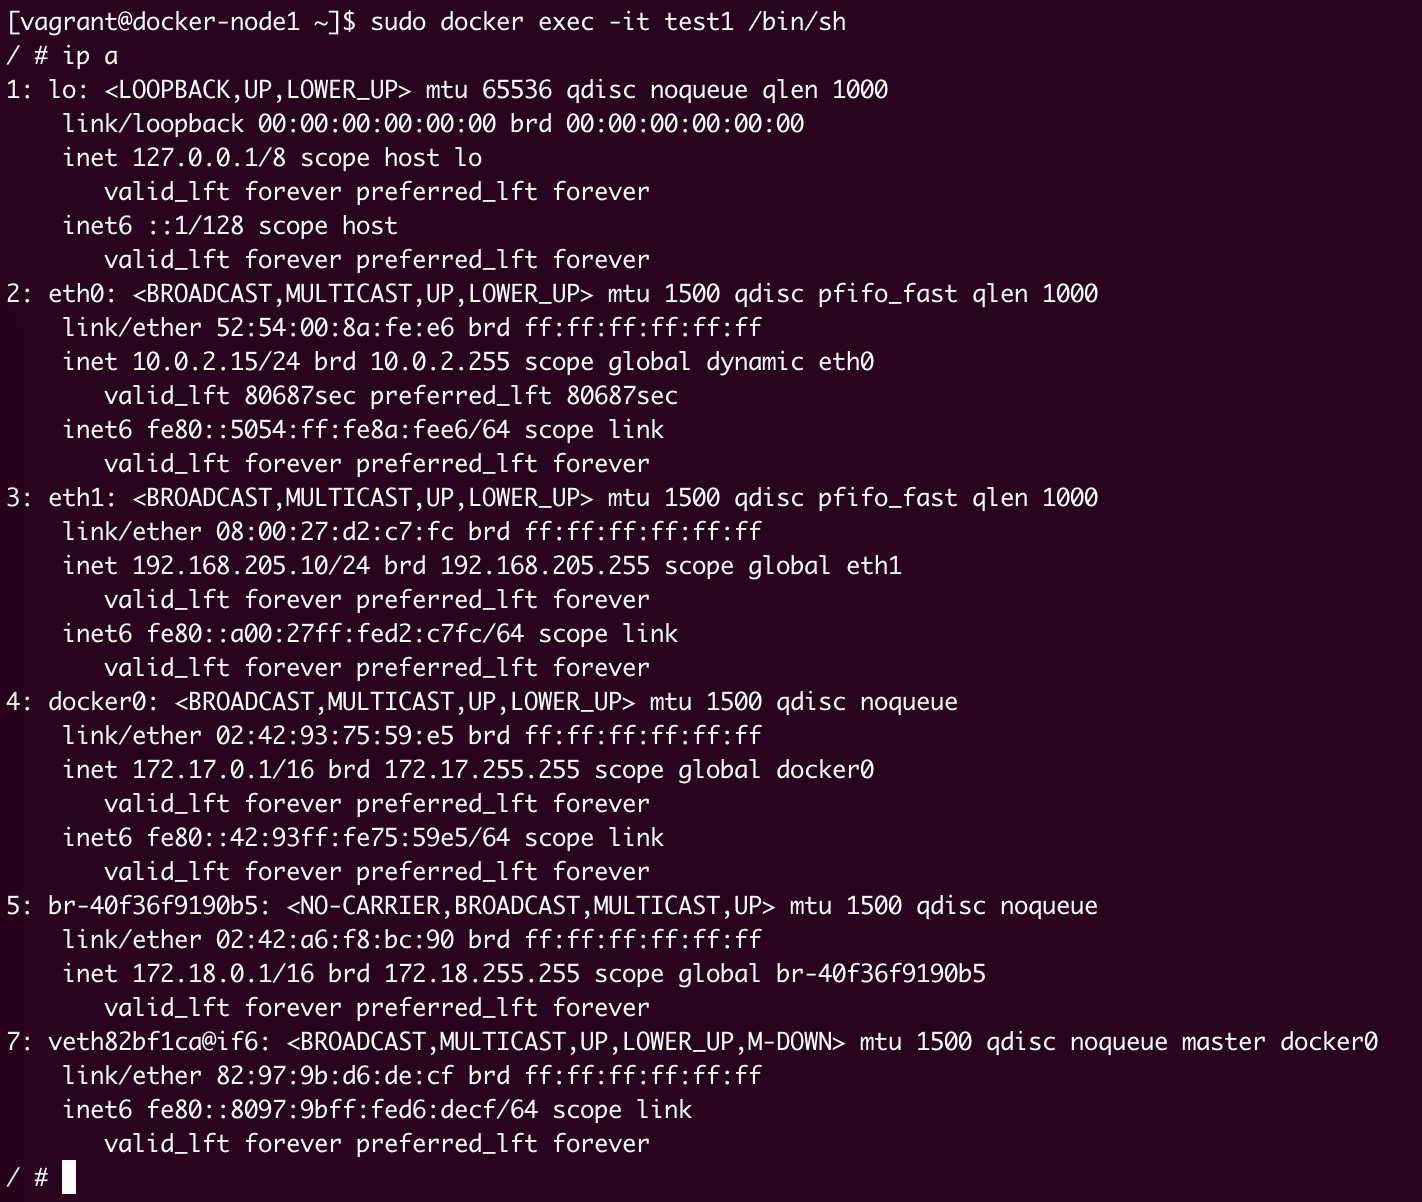 [vagrant@docker-node1 ~]$ sudo docker exec -it test1 /bin/sh
/ # ip a
1: lo: <LOOPBACK,UP,LOWER_UP> mtu 65536 qdisc noqueue qlen 1000
    link/loopback 00:00:00:00:00:00 brd 00:00:00:00:00:00
    inet 127.0.0.1/8 scope host lo
       valid_lft forever preferred_lft forever
    inet6 ::1/128 scope host
       valid_lft forever preferred_lft forever
2: eth0: <BROADCAST,MULTICAST,UP,LOWER_UP> mtu 1500 qdisc pfifo_fast qlen 1000
    link/ether 52:54:00:8a:fe:e6 brd ff:ff:ff:ff:ff:ff
    inet 10.0.2.15/24 brd 10.0.2.255 scope global dynamic eth0
       valid_lft 80687sec preferred_lft 80687sec
    inet6 fe80::5054:ff:fe8a:fee6/64 scope link
       valid_lft forever preferred_lft forever
3: eth1: <BROADCAST,MULTICAST,UP,LOWER_UP> mtu 1500 qdisc pfifo_fast qlen 1000
    link/ether 08:00:27:d2:c7:fc brd ff:ff:ff:ff:ff:ff
    inet 192.168.205.10/24 brd 192.168.205.255 scope global eth1
       valid_lft forever preferred_lft forever
    inet6 fe80::a00:27ff:fed2:c7fc/64 scope link
       valid_lft forever preferred_lft forever
4: docker0: <BROADCAST,MULTICAST,UP,LOWER_UP> mtu 1500 qdisc noqueue
    link/ether 02:42:93:75:59:e5 brd ff:ff:ff:ff:ff:ff
    inet 172.17.0.1/16 brd 172.17.255.255 scope global docker0
       valid_lft forever preferred_lft forever
    inet6 fe80::42:93ff:fe75:59e5/64 scope link
       valid_lft forever preferred_lft forever
5: br-40f36f9190b5: <NO-CARRIER,BROADCAST,MULTICAST,UP> mtu 1500 qdisc noqueue
    link/ether 02:42:a6:f8:bc:90 brd ff:ff:ff:ff:ff:ff
    inet 172.18.0.1/16 brd 172.18.255.255 scope global br-40f36f9190b5
       valid_lft forever preferred_lft forever
7: veth82bf1ca@if6: <BROADCAST,MULTICAST,UP,LOWER_UP,M-DOWN> mtu 1500 qdisc noqueue master docker0
    link/ether 82:97:9b:d6:de:cf brd ff:ff:ff:ff:ff:ff
    inet6 fe80::8097:9bff:fed6:decf/64 scope link
       valid_lft forever preferred_lft forever
/ #